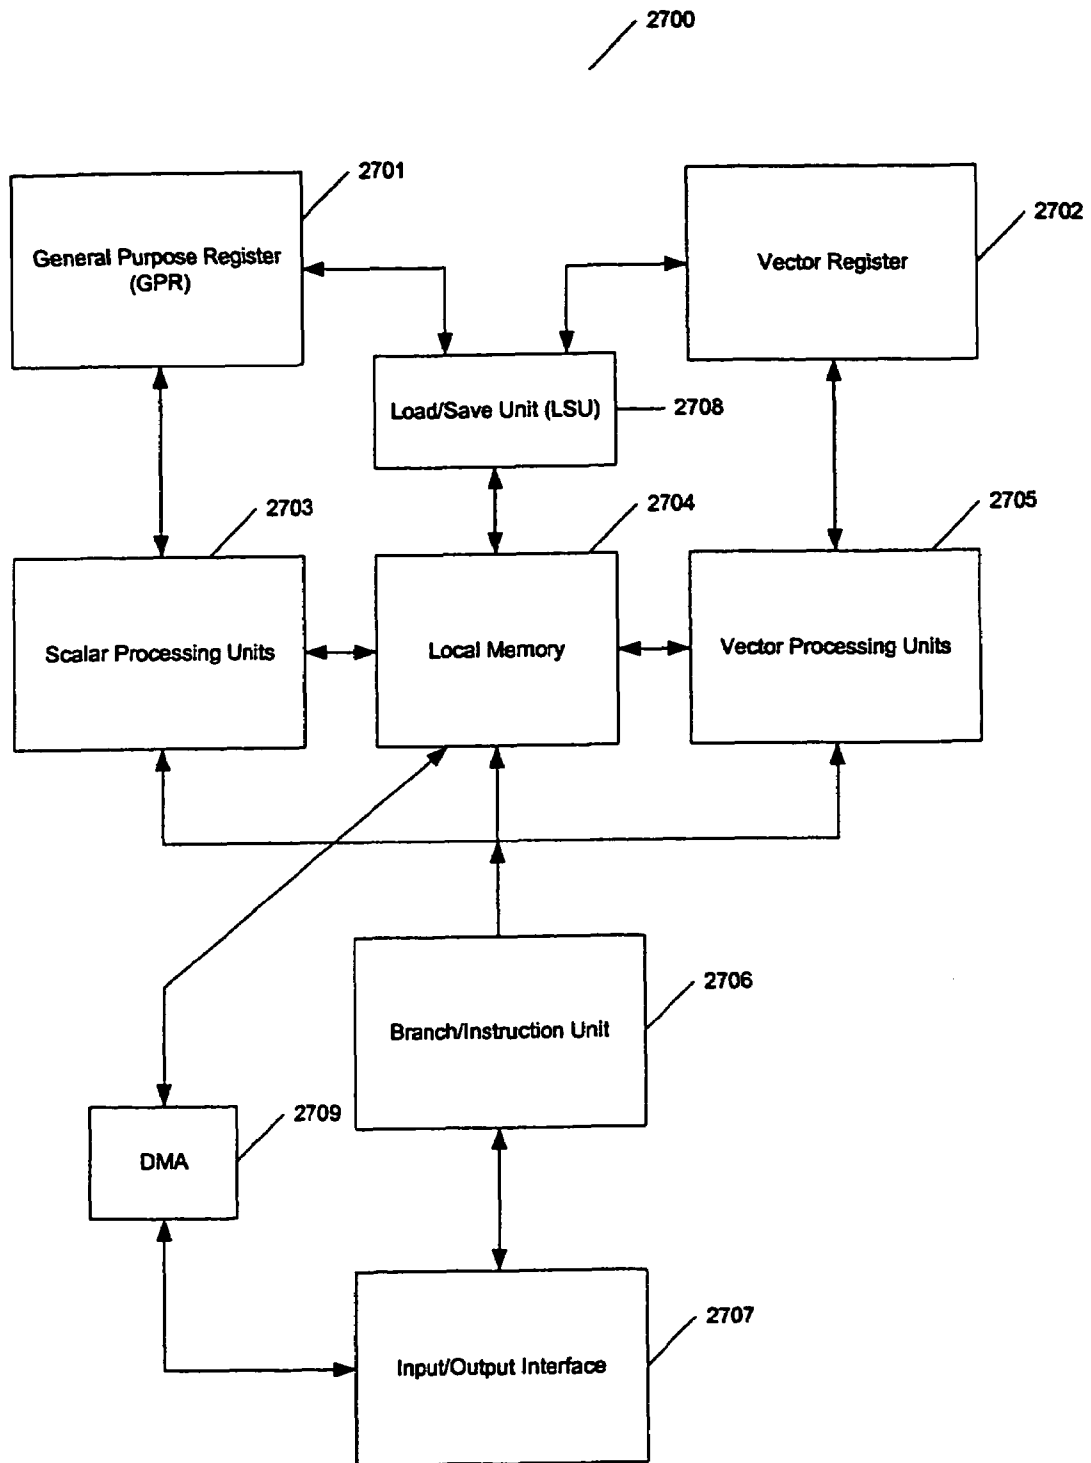 2700
2701
2702
General Purpose Register
(GPR)
Vector Register
Load/Save Unit (LSU)
2708
2703
2704
2705
Scalar Processing Units
Local Memory
Vector Processing Units
2706
Branch/Instruction Unit
2709
DMA
2707
Input/Output Interface